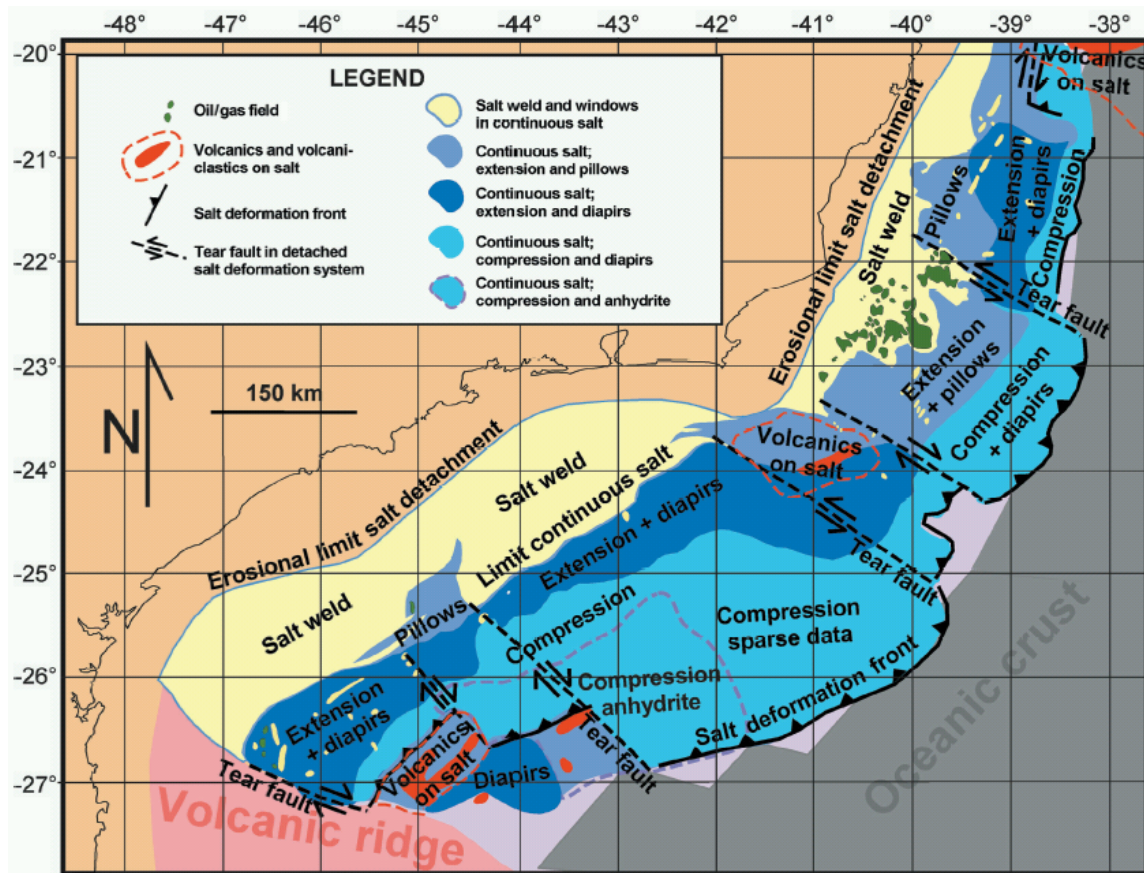 -48° -47° -46° -45° -44° -43° -42° -41° -40° -39° -38°
-20°
-21°
-22°
-23°
-24°
-25°
-26°
-27°
LEGEND
Oil/gas field
Volcanics and volcani-
clastics on salt
Salt deformation front
Tear fault in detached
salt deformation system
Salt weld and windows
in continuous salt
Continuous salt;
extension and pillows
Continuous salt;
extension and diapirs
Continuous salt;
compression and diapirs
Continuous salt;
compression and anhydrite
N
150 km
Volcanics
on salt
Erosional limit salt detachment
Salt weld
Pillows
Extension
+ diapirs
Compression
Tear fault
Extension
+ pillows
Compression
+ diapirs
Volcanics
on salt
Tear fault
Erosional limit salt detachment
Salt weld
Limit continuous salt
Extension + diapirs
Salt weld
Pillows
Compression
Compression
sparse data
Compression
anhydrite
Salt deformation front
Tear fault
Extension
+ diapirs
Volcanics
on salt
Diapirs
Tear fault
Volcanic ridge
Oceanic crust